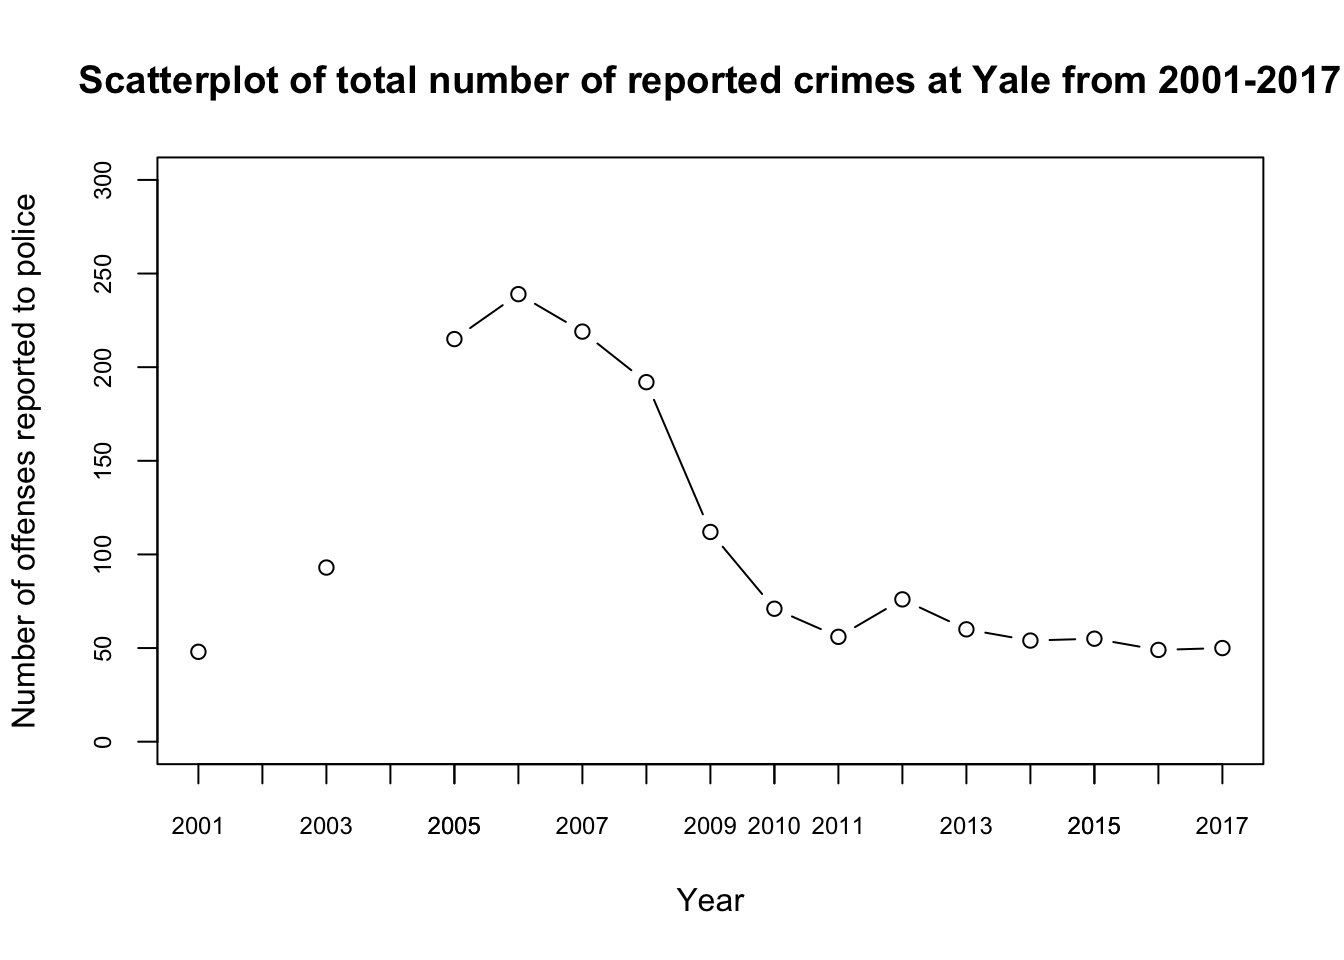 Scatterplot of total number of reported crimes at Yale from 2001-2017
Number of offenses reported to police
300
250
200
150
100
50
0
2001 2003 2005 2007 2009 2010 2011 2013 2015 2017
Year